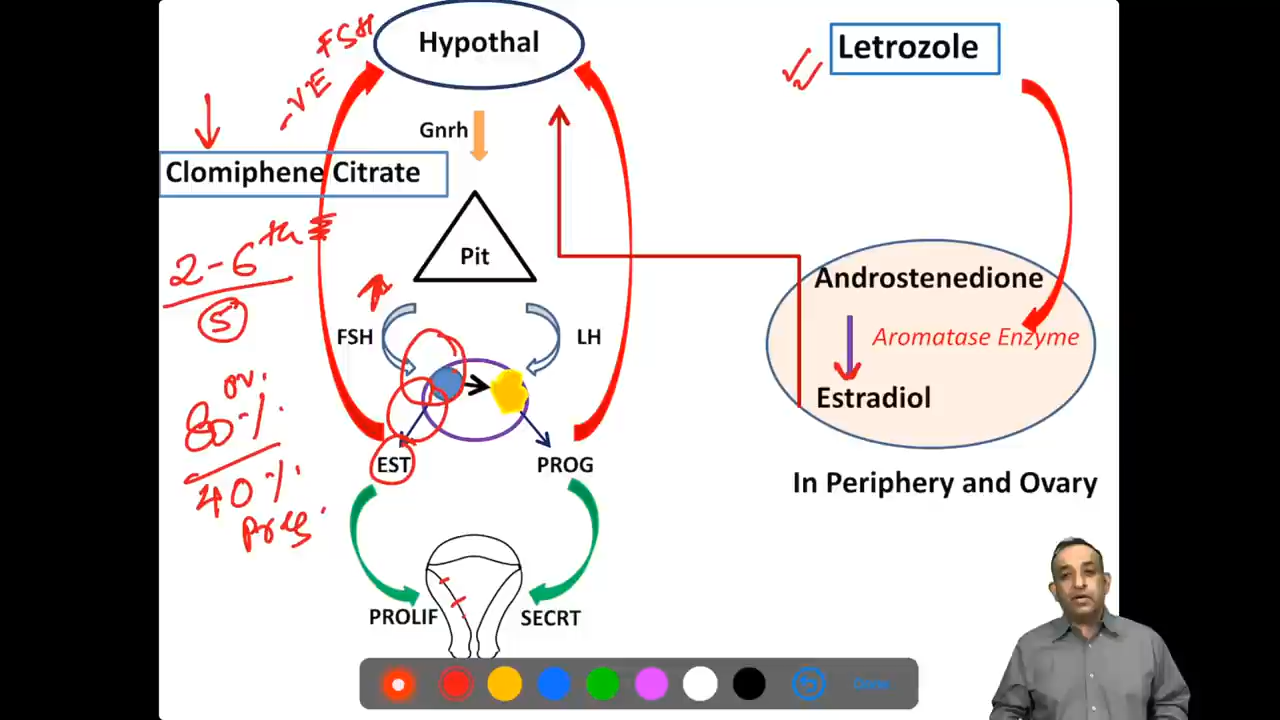 Hypothal
FSH
-VE
Gnrh
Clomiphene Citrate
2-6th
5
Pit
FSH
LH
ov.
80%.
40%.
EST
PROG
PROLIF
SECRT
Letrozole
Androstenedione
Aromatase Enzyme
Estradiol
In Periphery and Ovary